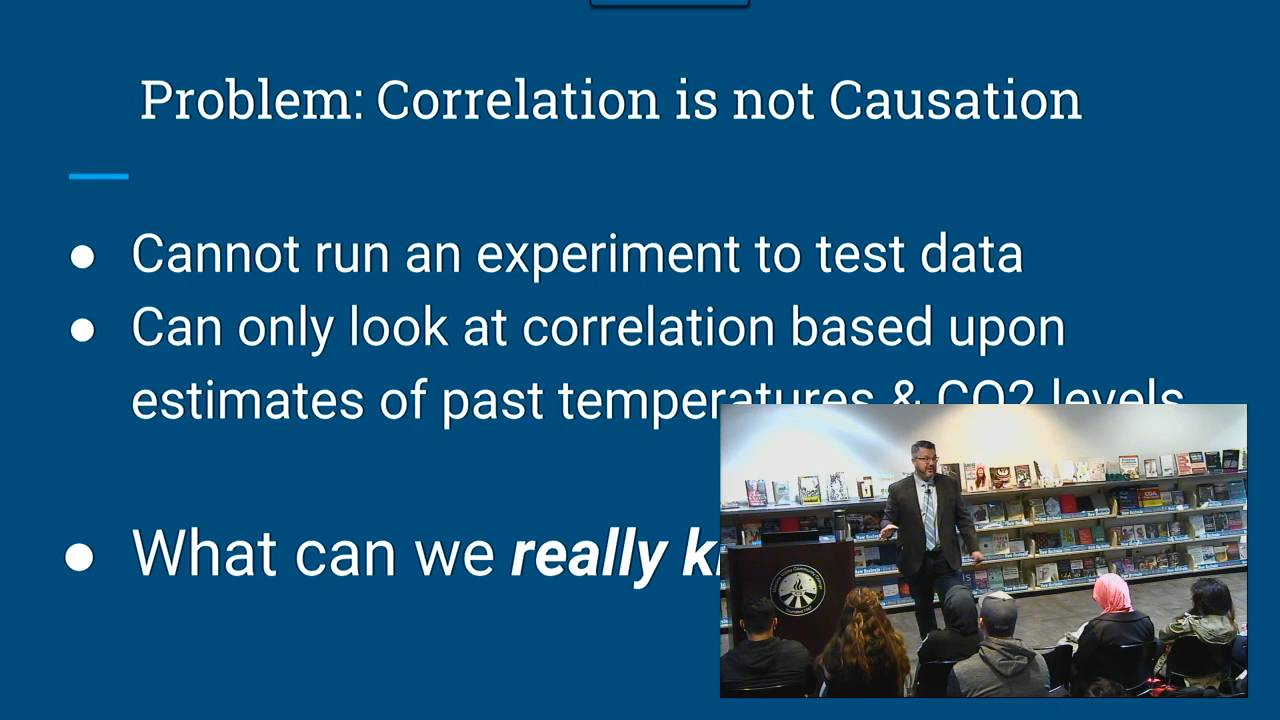 Problem: Correlation is not Causation
● Cannot run an experiment to test data
● Can only look at correlation based upon
estimates of past temperatures & CO2 levels
● What can we really